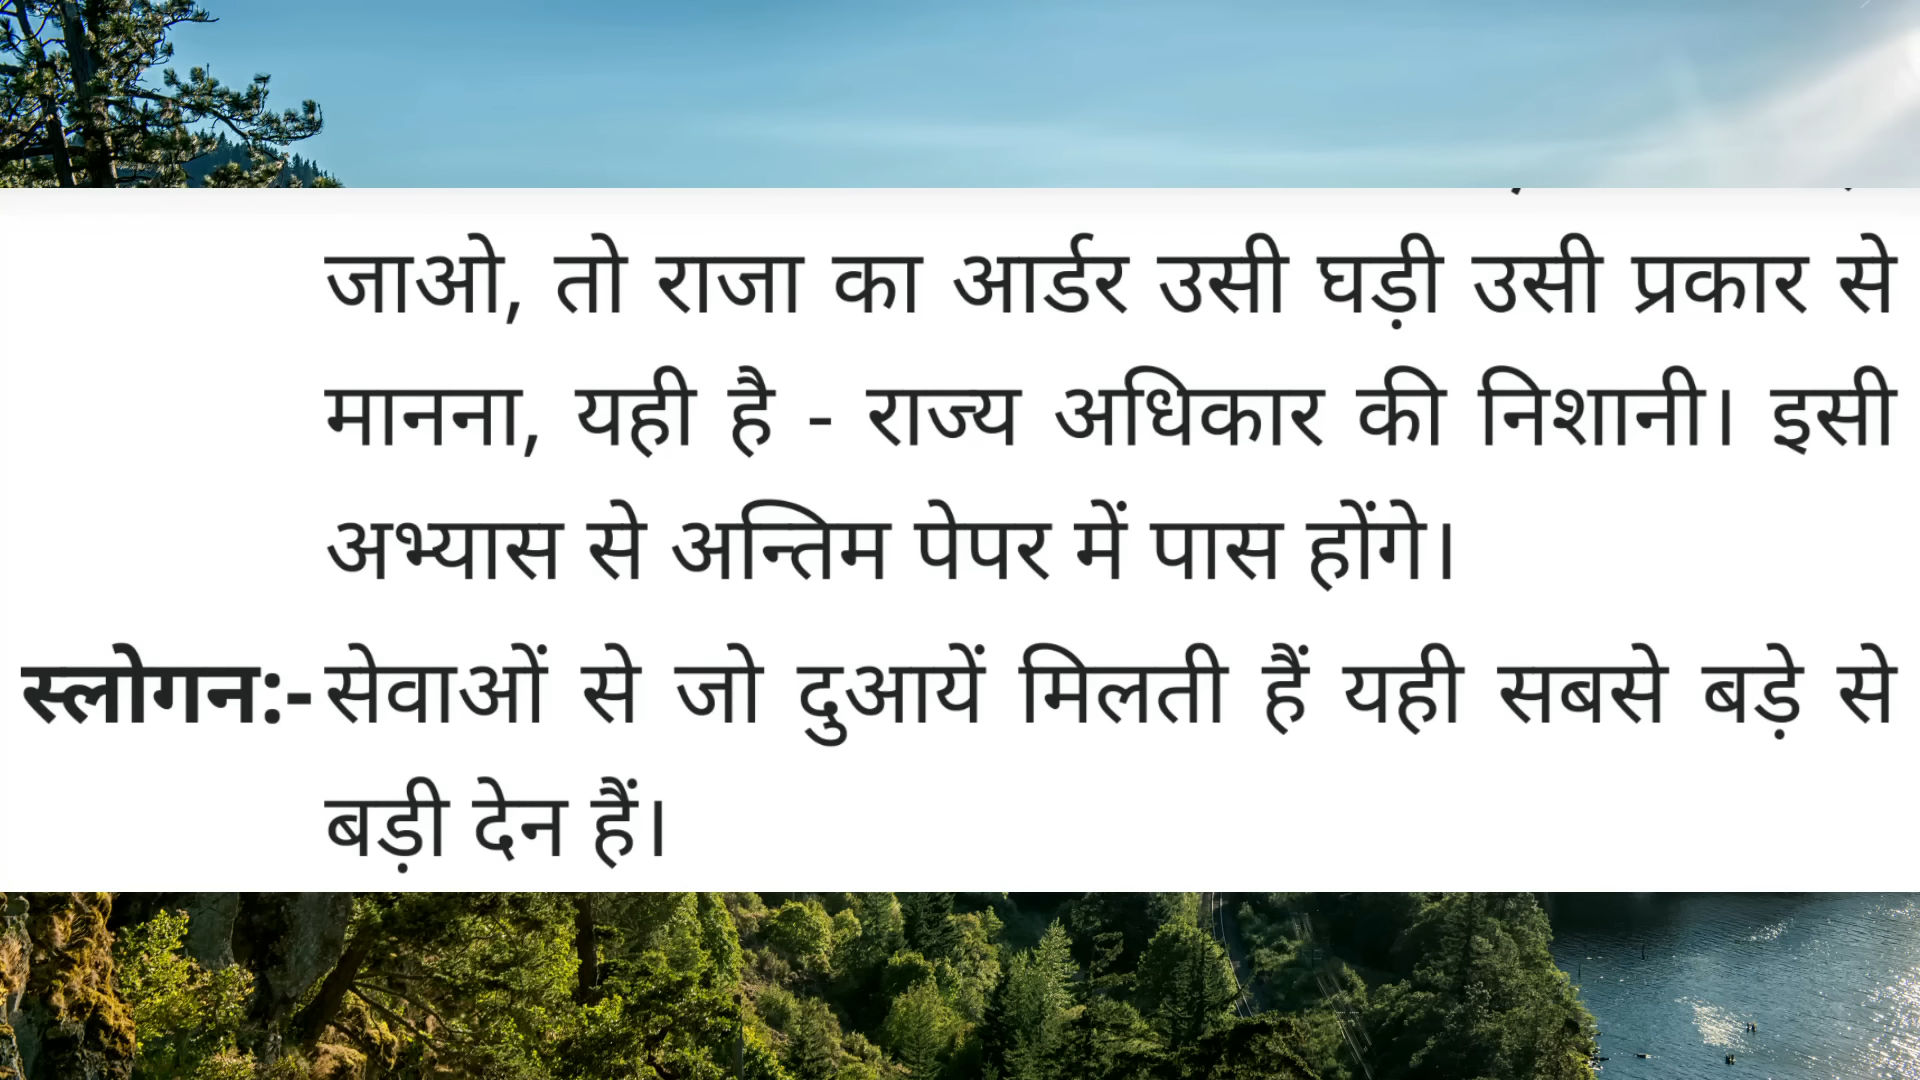 जाओ, तो राजा का आर्डर उसी घड़ी उसी प्रकार से
मानना, यही है - राज्य अधिकार की निशानी। इसी
अभ्यास से अन्तिम पेपर में पास होंगे।
स्लोगन:- सेवाओं से जो दुआयें मिलती हैं यही सबसे बड़े से
बड़ी देन हैं।